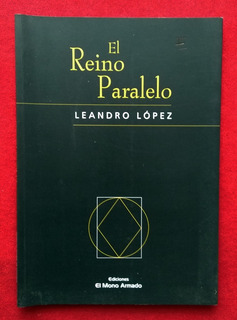 El
Reino
Paralelo
LEANDRO LÓPEZ
Ediciones
El Mono Armado